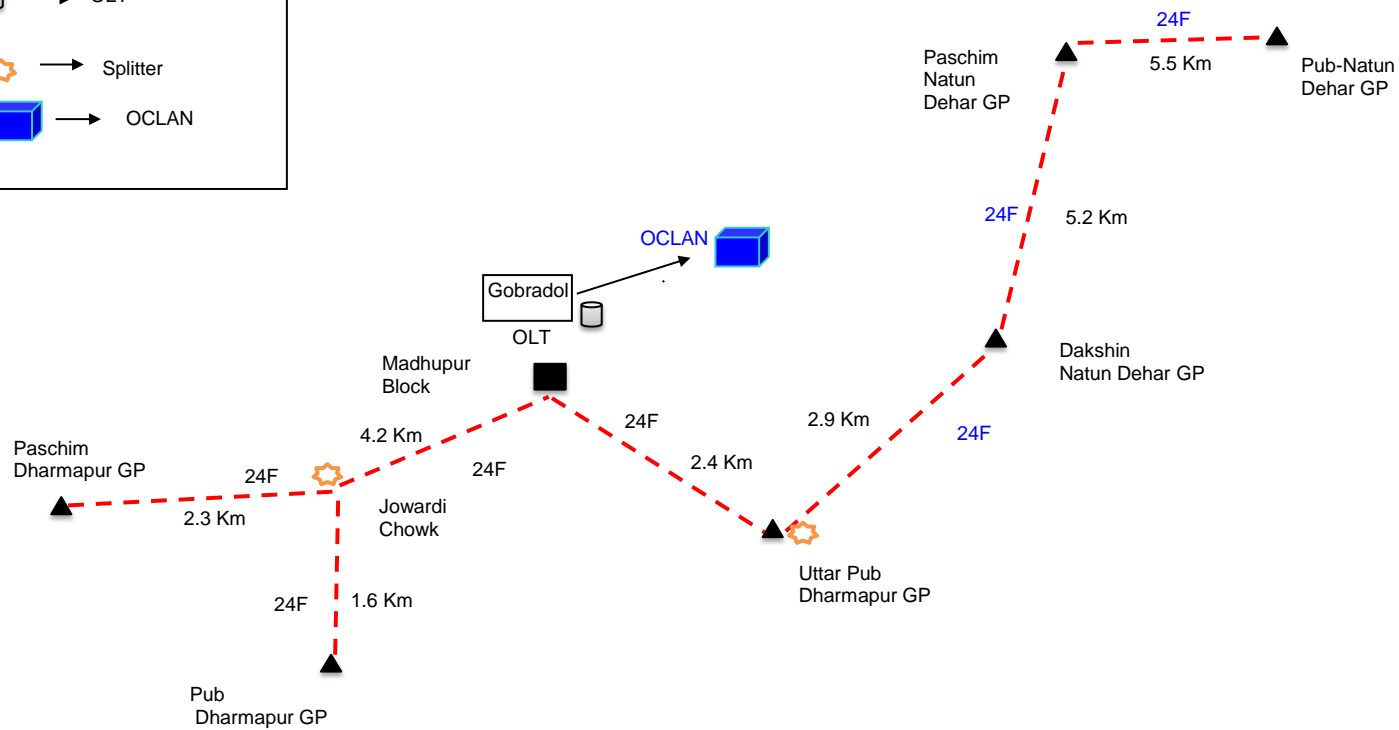 OLT
Splitter
OCLAN
24F
Paschim
Natun
Dehar GP
5.5 Km
Pub-Natun
Dehar GP
24F
5.2 Km
OCLAN
Gobradol
OLT
Dakshin
Natun Dehar GP
Madhupur
Block
2.9 Km
24F
24F
4.2 Km
2.4 Km
24F
Paschim
Dharmapur GP
24F
2.3 Km
Jowardi
Chowk
Uttar Pub
Dharmapur GP
24F
1.6 Km
Pub
Dharmapur GP